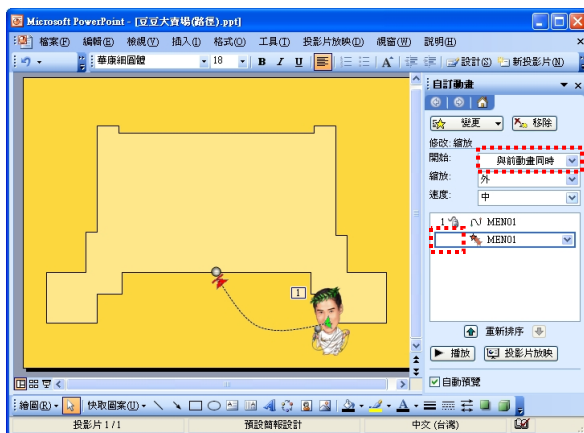 Microsoft PowerPoint - [豆豆大賣場(路徑).ppt]
檔案(F) 編輯(E) 檢視(V) 插入(I) 格式(O) 工具(T) 投影片放映(D) 視窗(W) 說明(H)
華康細圓體 18 B I U A 設計(S) 新投影片(N)
自訂動畫
變更 移除
修改: 縮放
開始: 與前動畫同時
縮放: 外
速度: 中
1 MEN01
MEN01
1
重新排序
播放 投影片放映
自動預覽
繪圖(R) 快取圖案(U) A
投影片 1 / 1 預設簡報設計 中文 (台灣)